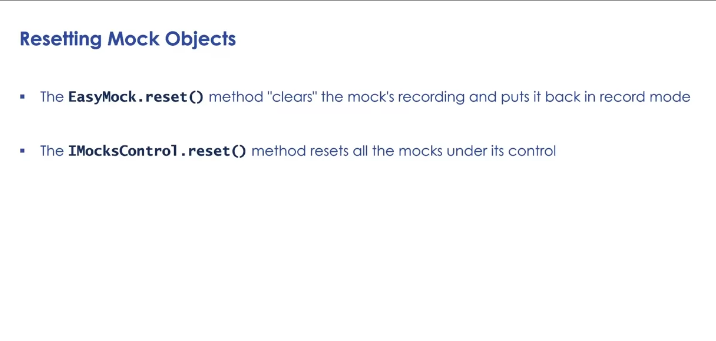 Resetting Mock Objects
▪ The EasyMock.reset() method "clears" the mock's recording and puts it back in record mode
▪ The IMocksControl.reset() method resets all the mocks under its control